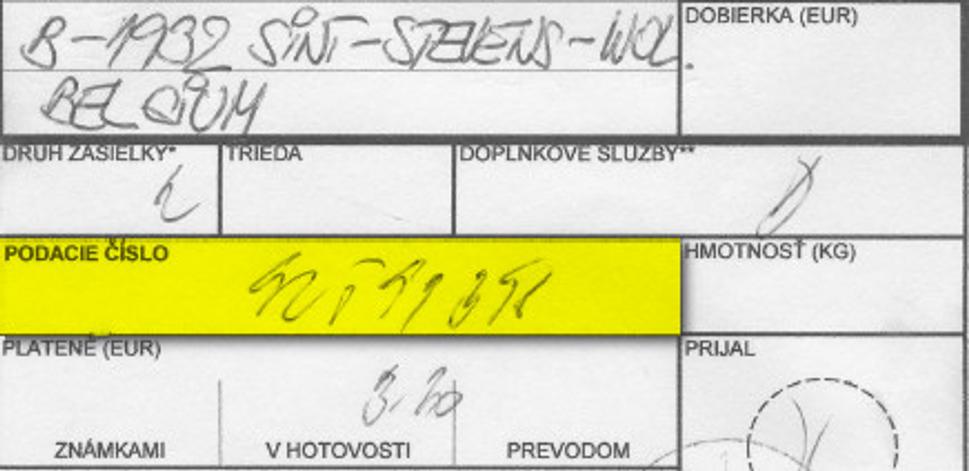 B-1932 SINT-STEVENS-WOL
BELGIUM
DOBIERKA (EUR)
DRUH ZÁSIELKY*
TRIEDA
DOPLNKOVÉ SLUŽBY**
PODACIE ČÍSLO
HMOTNOSŤ (KG)
PLATENÉ (EUR)
3.20
ZNÁMKAMI
V HOTOVOSTI
PREVODOM
PRIJAL